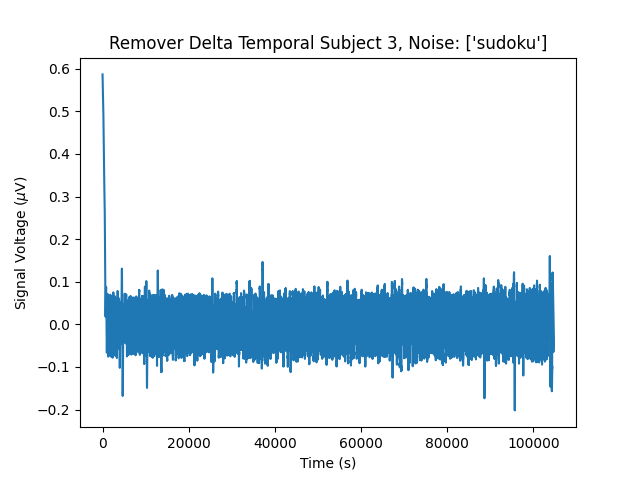 Remover Delta Temporal Subject 3, Noise: ['sudoku']
0.6
0.5
0.4
0.3
0.2
0.1
0.0
−0.1
−0.2
Signal Voltage (μV)
0 20000 40000 60000 80000 100000
Time (s)